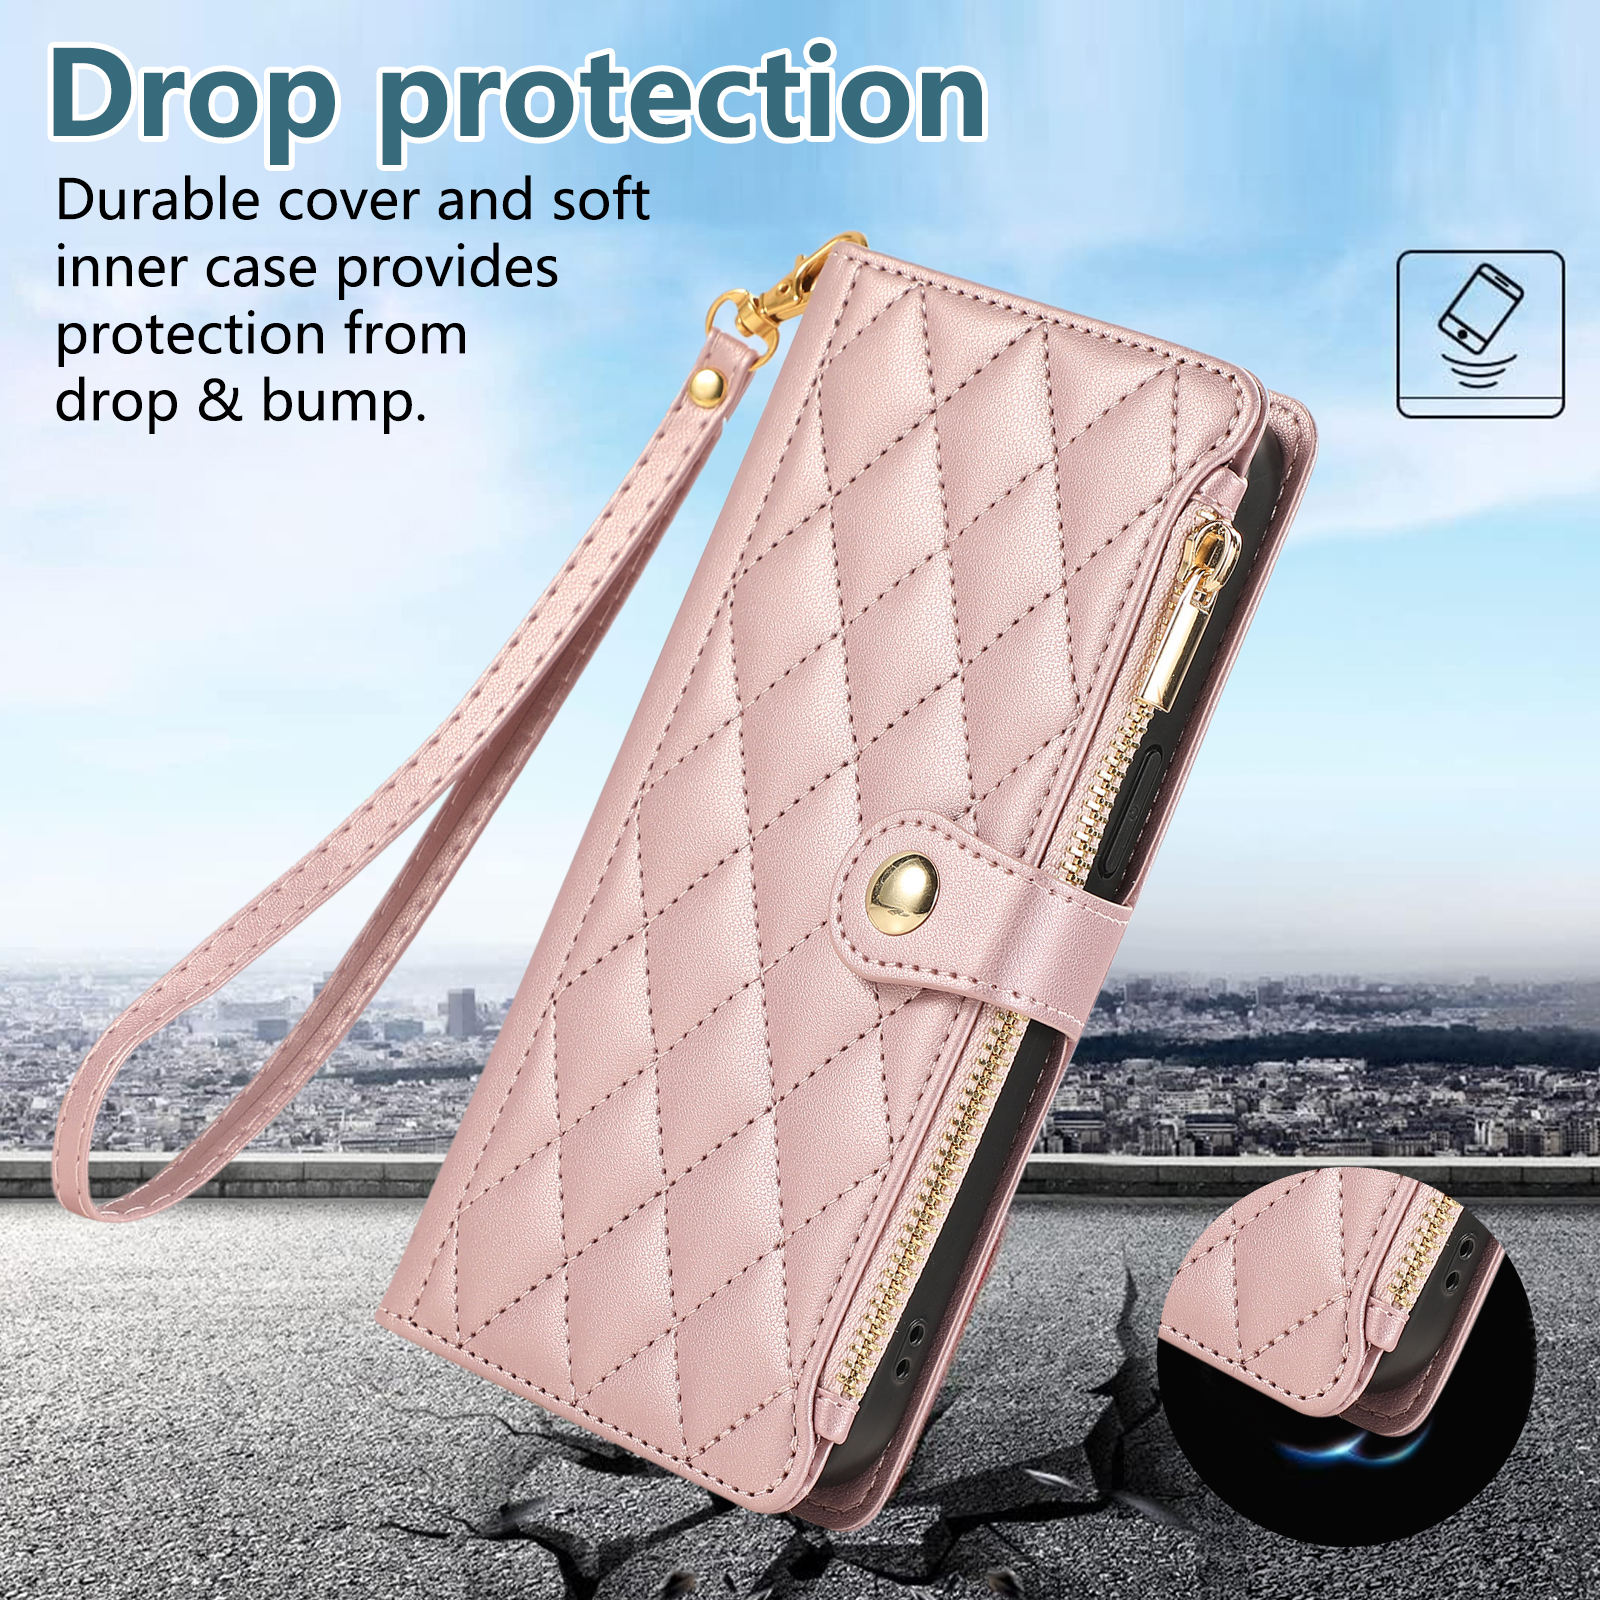 Drop protection
Durable cover and soft
inner case provides
protection from
drop & bump.